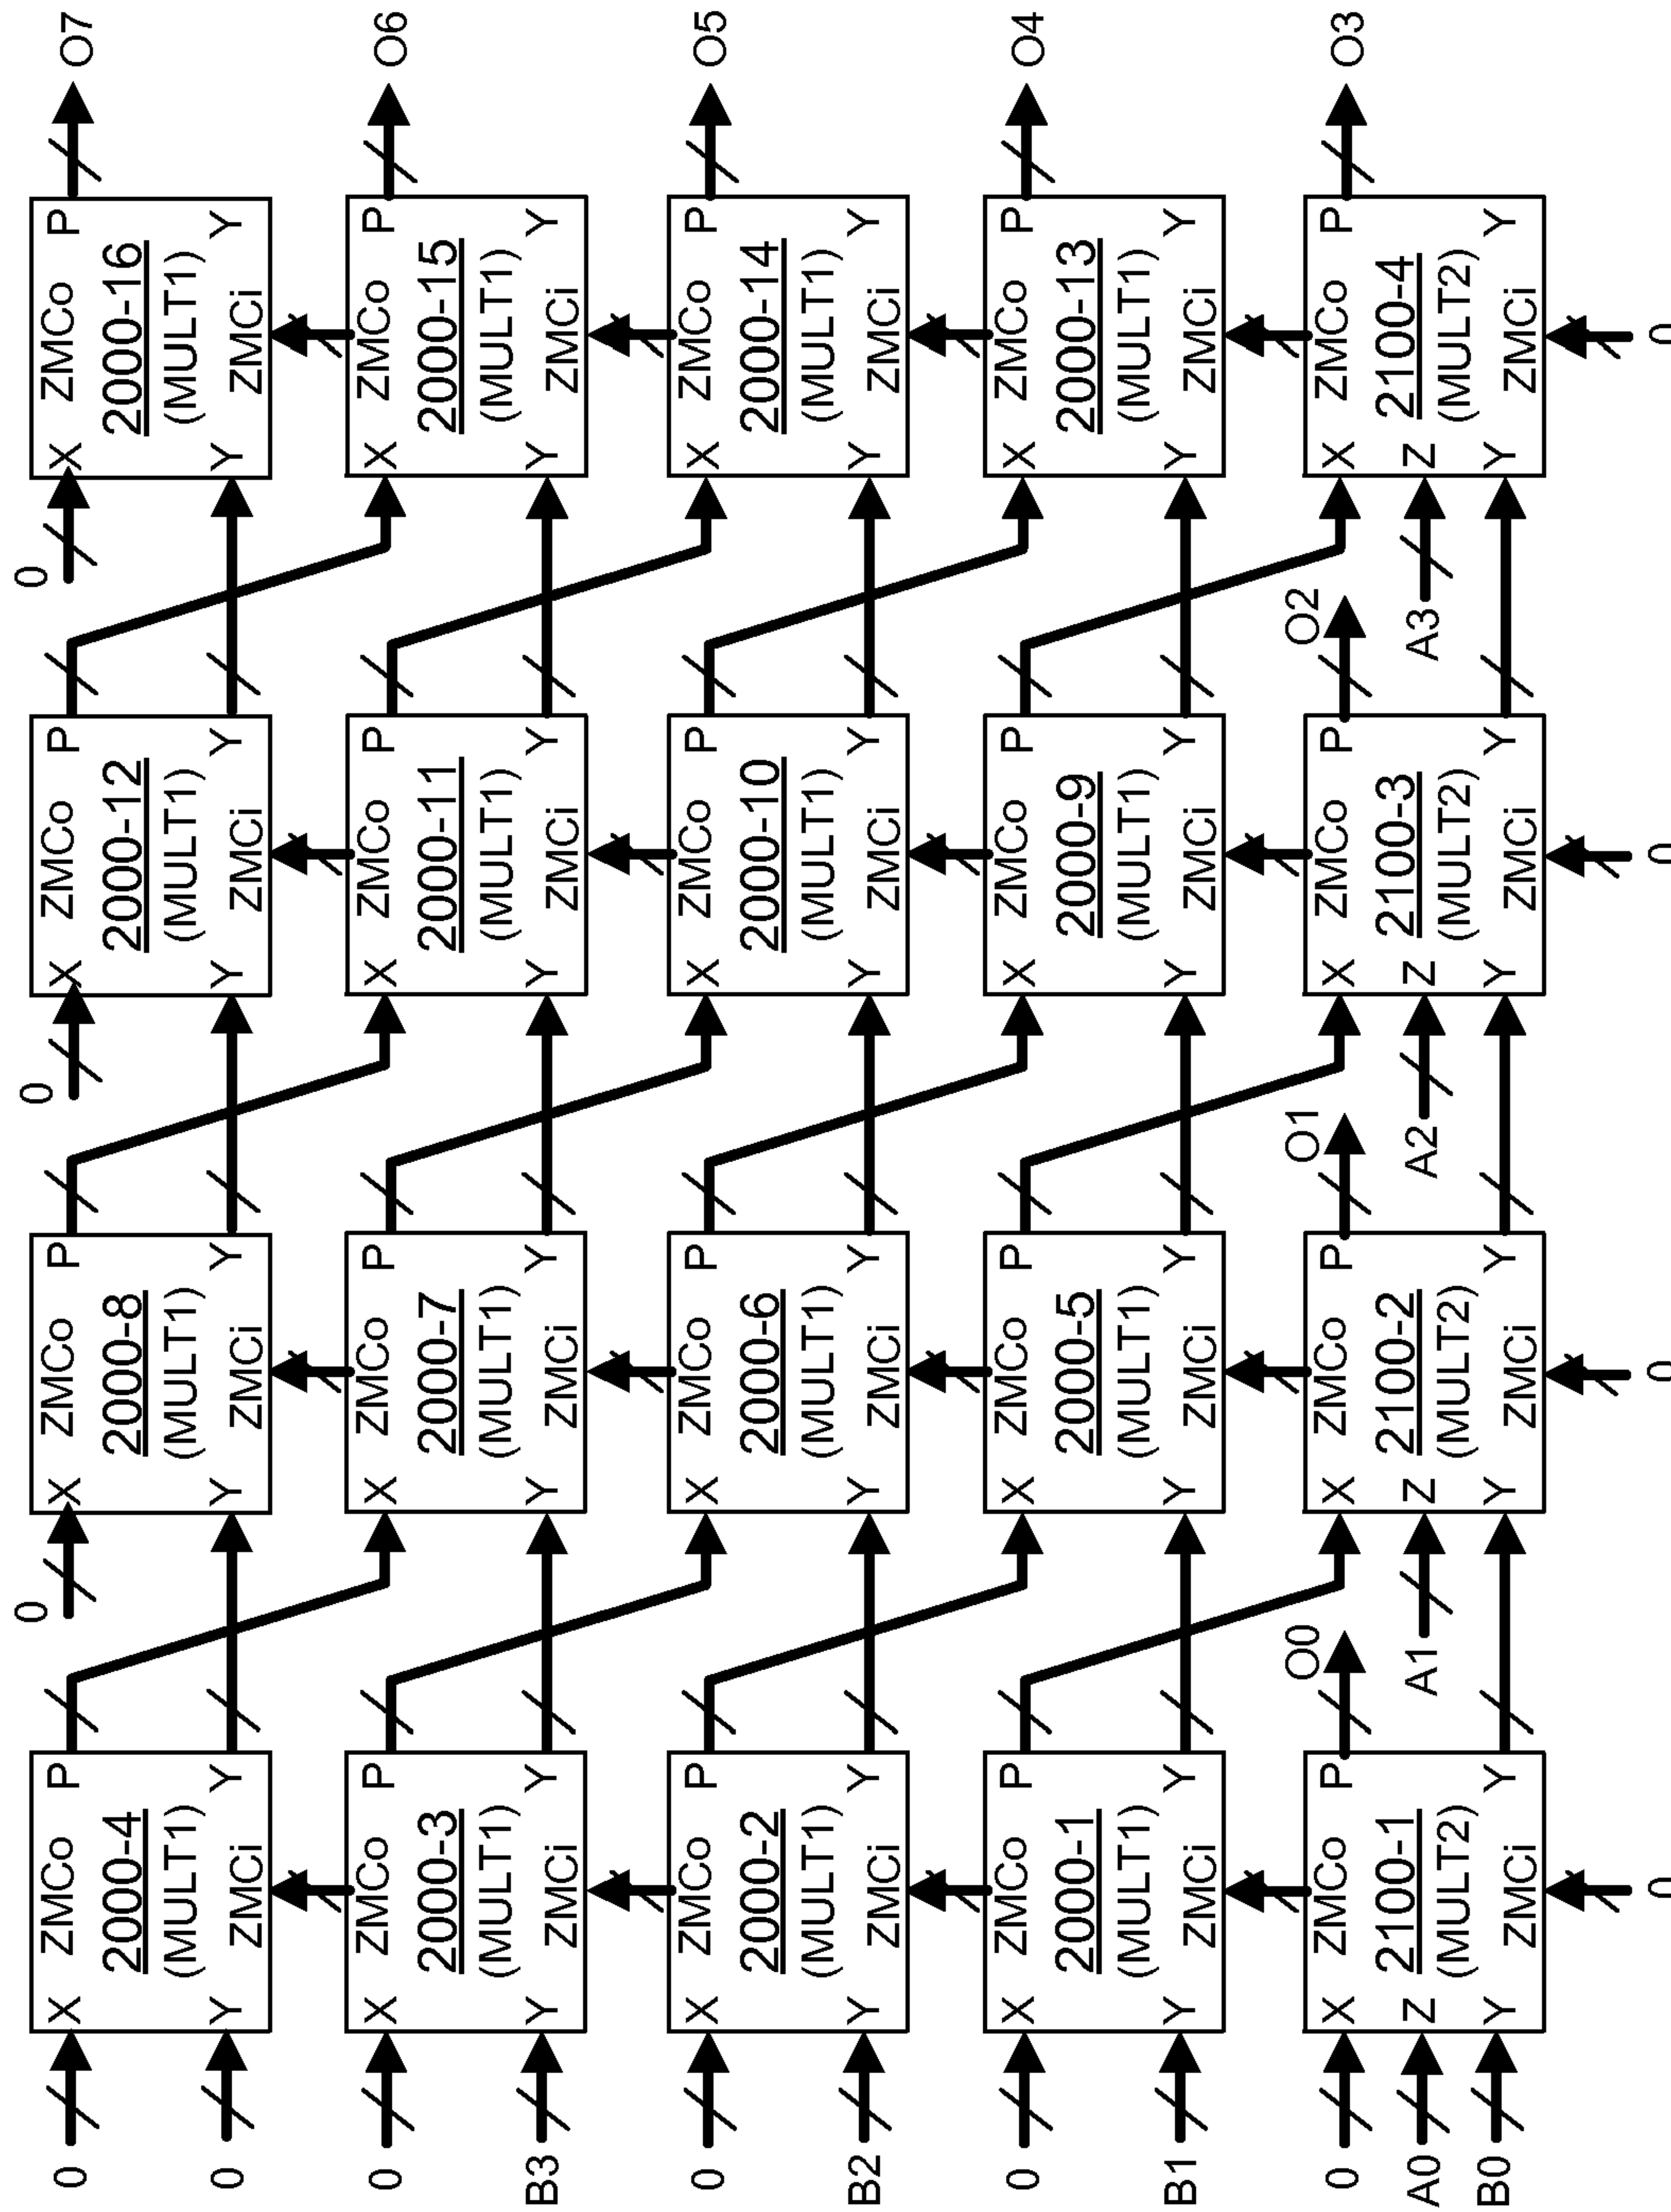 0 0 0
0 X ZMCo P X ZMCo P X ZMCo P X ZMCo P O7
2000-4 2000-8 2000-12 2000-16
(MULT1) (MULT1) (MULT1) (MULT1)
0 Y ZMCi Y Y ZMCi Y Y ZMCi Y Y ZMCi Y
0 X ZMCo P X ZMCo P X ZMCo P X ZMCo P O6
2000-3 2000-7 2000-11 2000-15
(MULT1) (MULT1) (MULT1) (MULT1)
B3 Y ZMCi Y Y ZMCi Y Y ZMCi Y Y ZMCi Y
0 X ZMCo P X ZMCo P X ZMCo P X ZMCo P O5
2000-2 2000-6 2000-10 2000-14
(MULT1) (MULT1) (MULT1) (MULT1)
B2 Y ZMCi Y Y ZMCi Y Y ZMCi Y Y ZMCi Y
0 X ZMCo P X ZMCo P X ZMCo P X ZMCo P O4
2000-1 2000-5 2000-9 2000-13
(MULT1) (MULT1) (MULT1) (MULT1)
B1 Y ZMCi Y Y ZMCi Y Y ZMCi Y Y ZMCi Y
O0 O1 O2
0 X ZMCo P X ZMCo P X ZMCo P X ZMCo P O3
A0 Z 2100-1 A1 Z 2100-2 A2 Z 2100-3 A3 Z 2100-4
(MULT2) (MULT2) (MULT2) (MULT2)
B0 Y ZMCi Y Y ZMCi Y Y ZMCi Y Y ZMCi Y
0 0 0 0